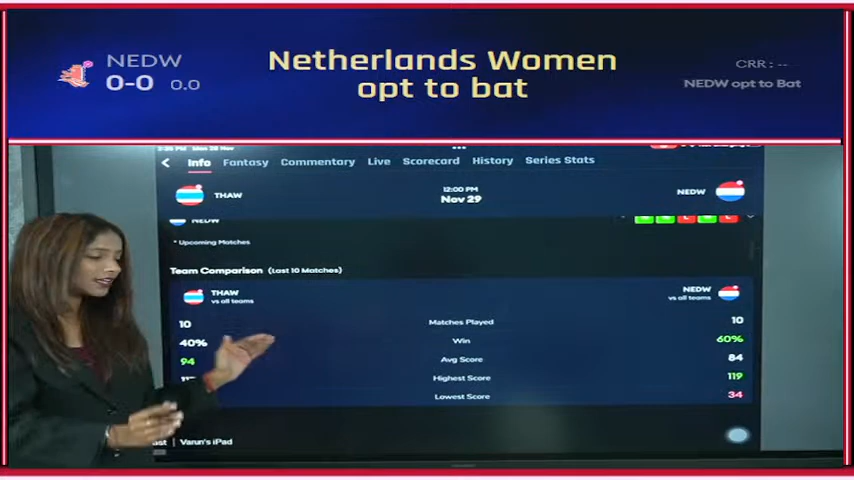 NEDW
0-0 0.0
Netherlands Women
opt to bat
CRR : --
NEDW opt to Bat
Info Fantasy Commentary Live Scorecard History Series Stats
THAW
12:00 PM
Nov 29
NEDW
NEDW
* Upcoming Matches
Team Comparison (Last 10 Matches)
THAW
vs all teams
NEDW
vs all teams
10 Matches Played 10
40% Win 60%
94 Avg Score 84
Highest Score 119
Lowest Score 34
Varun's iPad